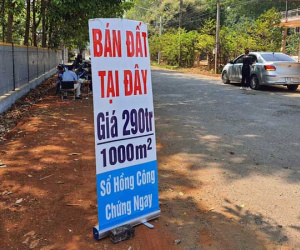 BÁN ĐẤT
TẠI ĐÂY
Giá 290tr
1000m²
Sổ Hồng Công
Chứng Ngay